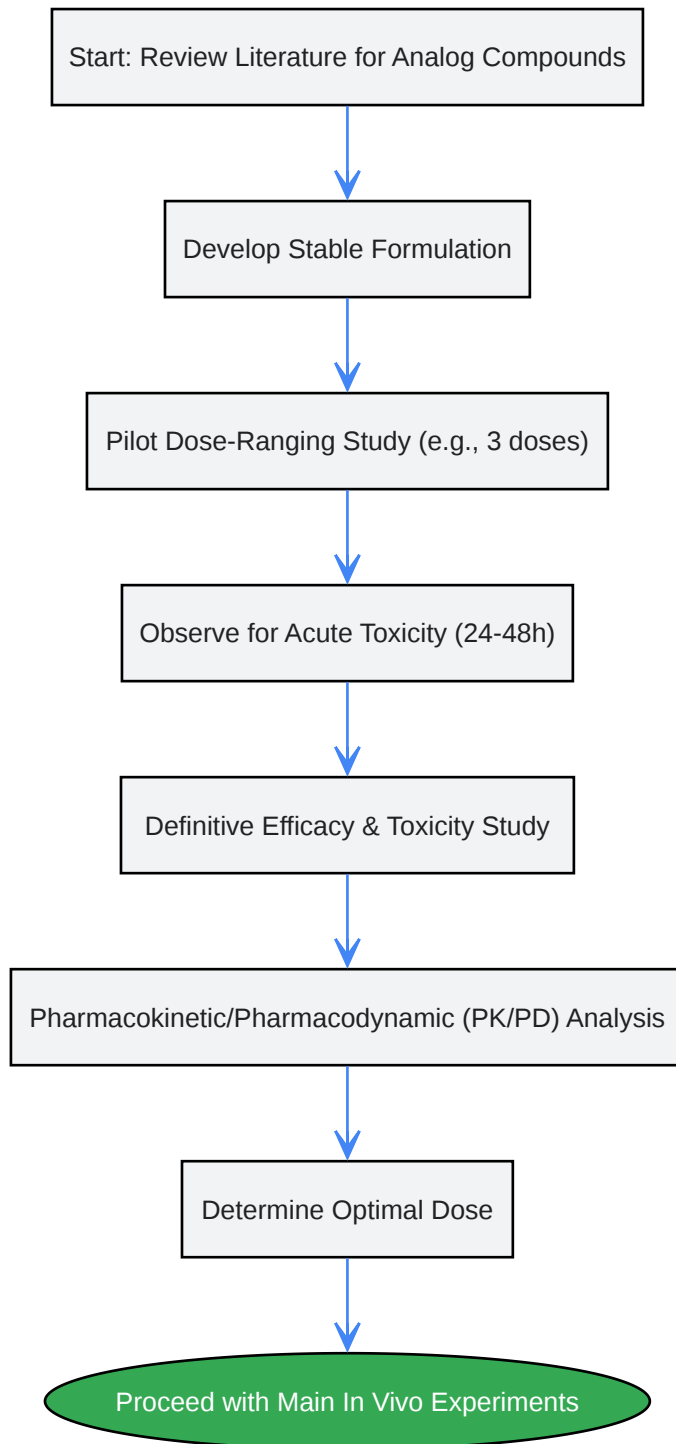 Start: Review Literature for Analog Compounds
Develop Stable Formulation
Pilot Dose-Ranging Study (e.g., 3 doses)
Observe for Acute Toxicity (24-48h)
Definitive Efficacy & Toxicity Study
Pharmacokinetic/Pharmacodynamic (PK/PD) Analysis
Determine Optimal Dose
Proceed with Main In Vivo Experiments